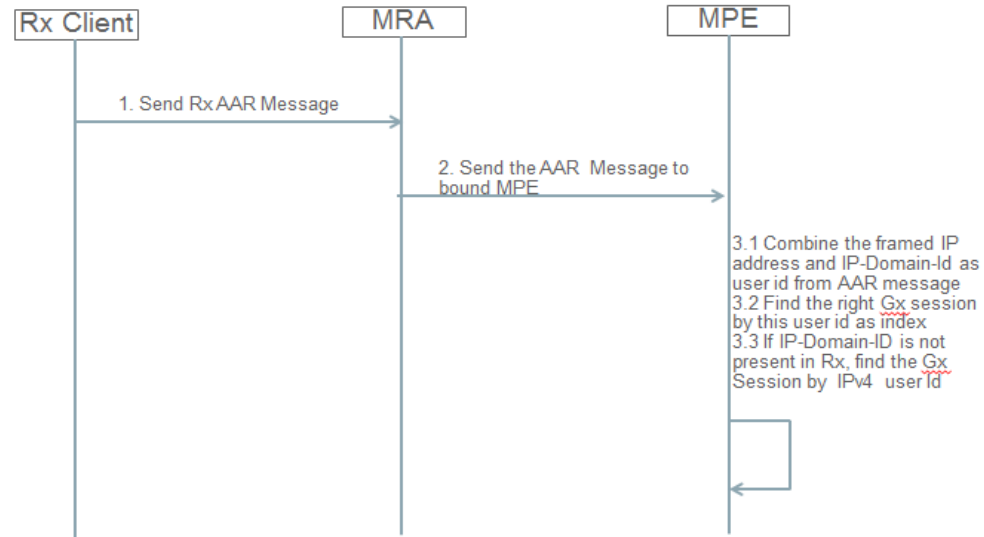 Rx Client
MRA
MPE
1. Send Rx AAR Message
2. Send the AAR Message to
bound MPE
3.1 Combine the framed IP
address and IP-Domain-Id as
user id from AAR message
3.2 Find the right Gx session
by this user id as index
3.3 If IP-Domain-ID is not
present in Rx, find the Gx
Session by IPv4 user Id